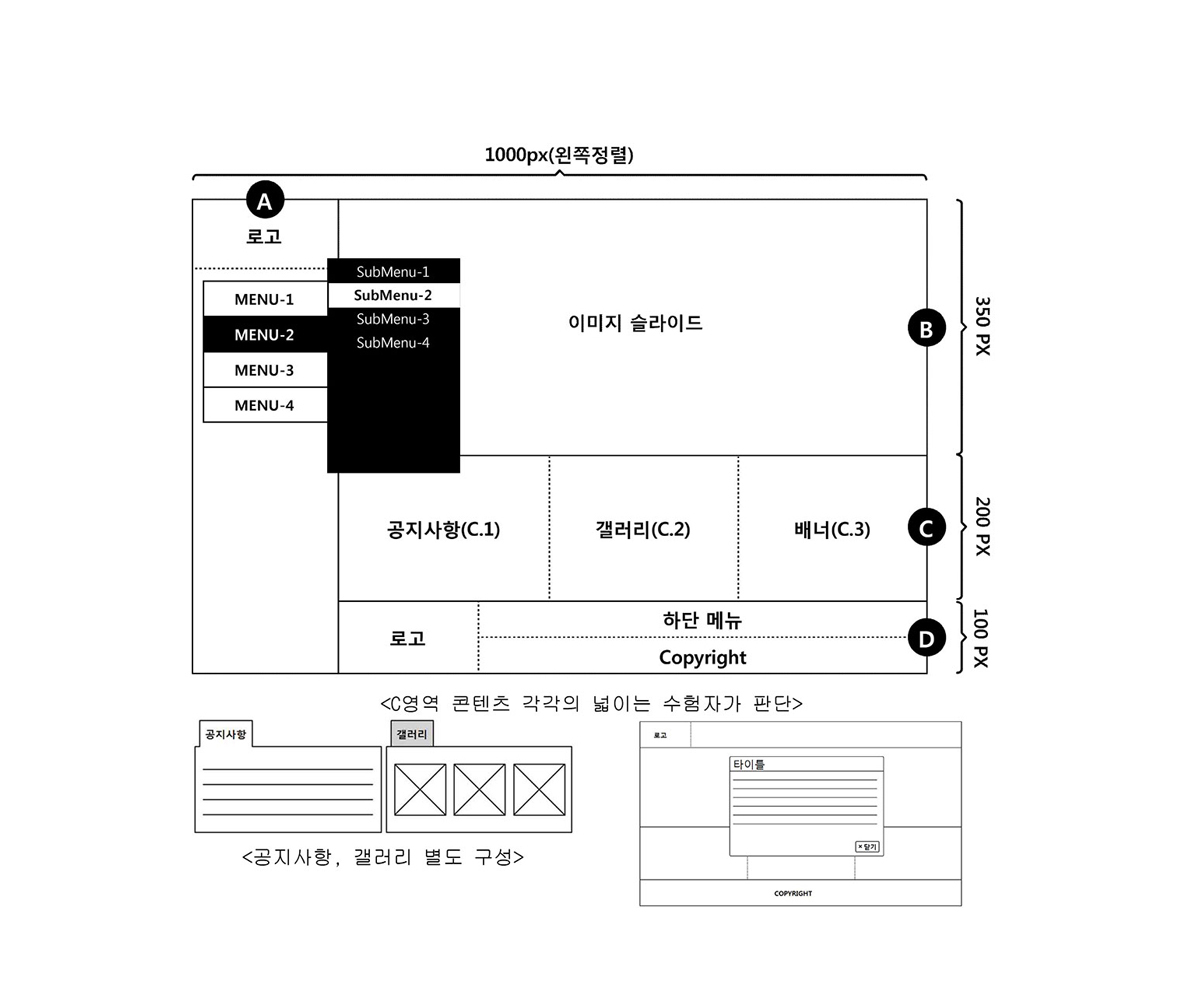 1000px(왼쪽정렬)
A
로고
SubMenu-1
SubMenu-2
SubMenu-3
SubMenu-4
MENU-1
MENU-2
MENU-3
MENU-4
이미지 슬라이드
B
350 PX
공지사항(C.1)
갤러리(C.2)
배너(C.3)
C
200 PX
로고
하단 메뉴
Copyright
D
100 PX
<C영역 콘텐츠 각각의 넓이는 수험자가 판단>
공지사항
갤러리
<공지사항, 갤러리 별도 구성>
로고
타이틀
× 닫기
COPYRIGHT